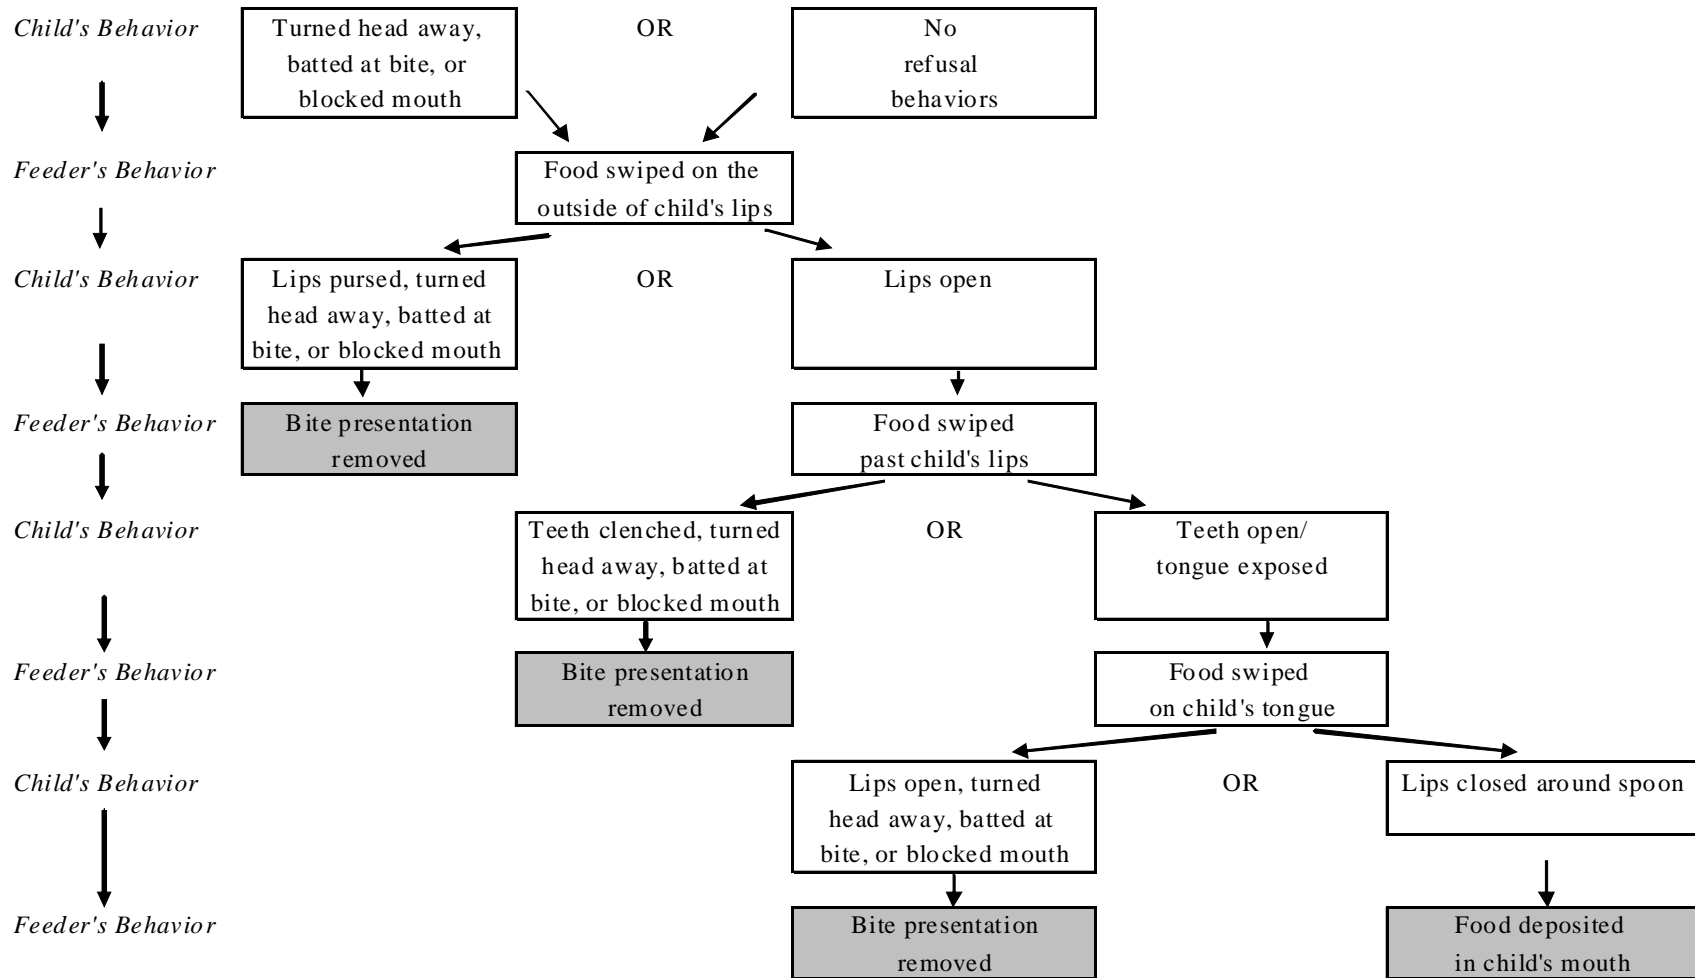 Child's Behavior
Turned head away,
batted at bite, or
blocked mouth
OR
No
refusal
behaviors
Feeder's Behavior
Food swiped on the
outside of child's lips
Child's Behavior
Lips pursed, turned
head away, batted at
bite, or blocked mouth
OR
Lips open
Feeder's Behavior
Bite presentation
removed
Food swiped
past child's lips
Child's Behavior
Teeth clenched, turned
head away, batted at
bite, or blocked mouth
OR
Teeth open/
tongue exposed
Feeder's Behavior
Bite presentation
removed
Food swiped
on child's tongue
Child's Behavior
Lips open, turned
head away, batted at
bite, or blocked mouth
OR
Lips closed around spoon
Feeder's Behavior
Bite presentation
removed
Food deposited
in child's mouth